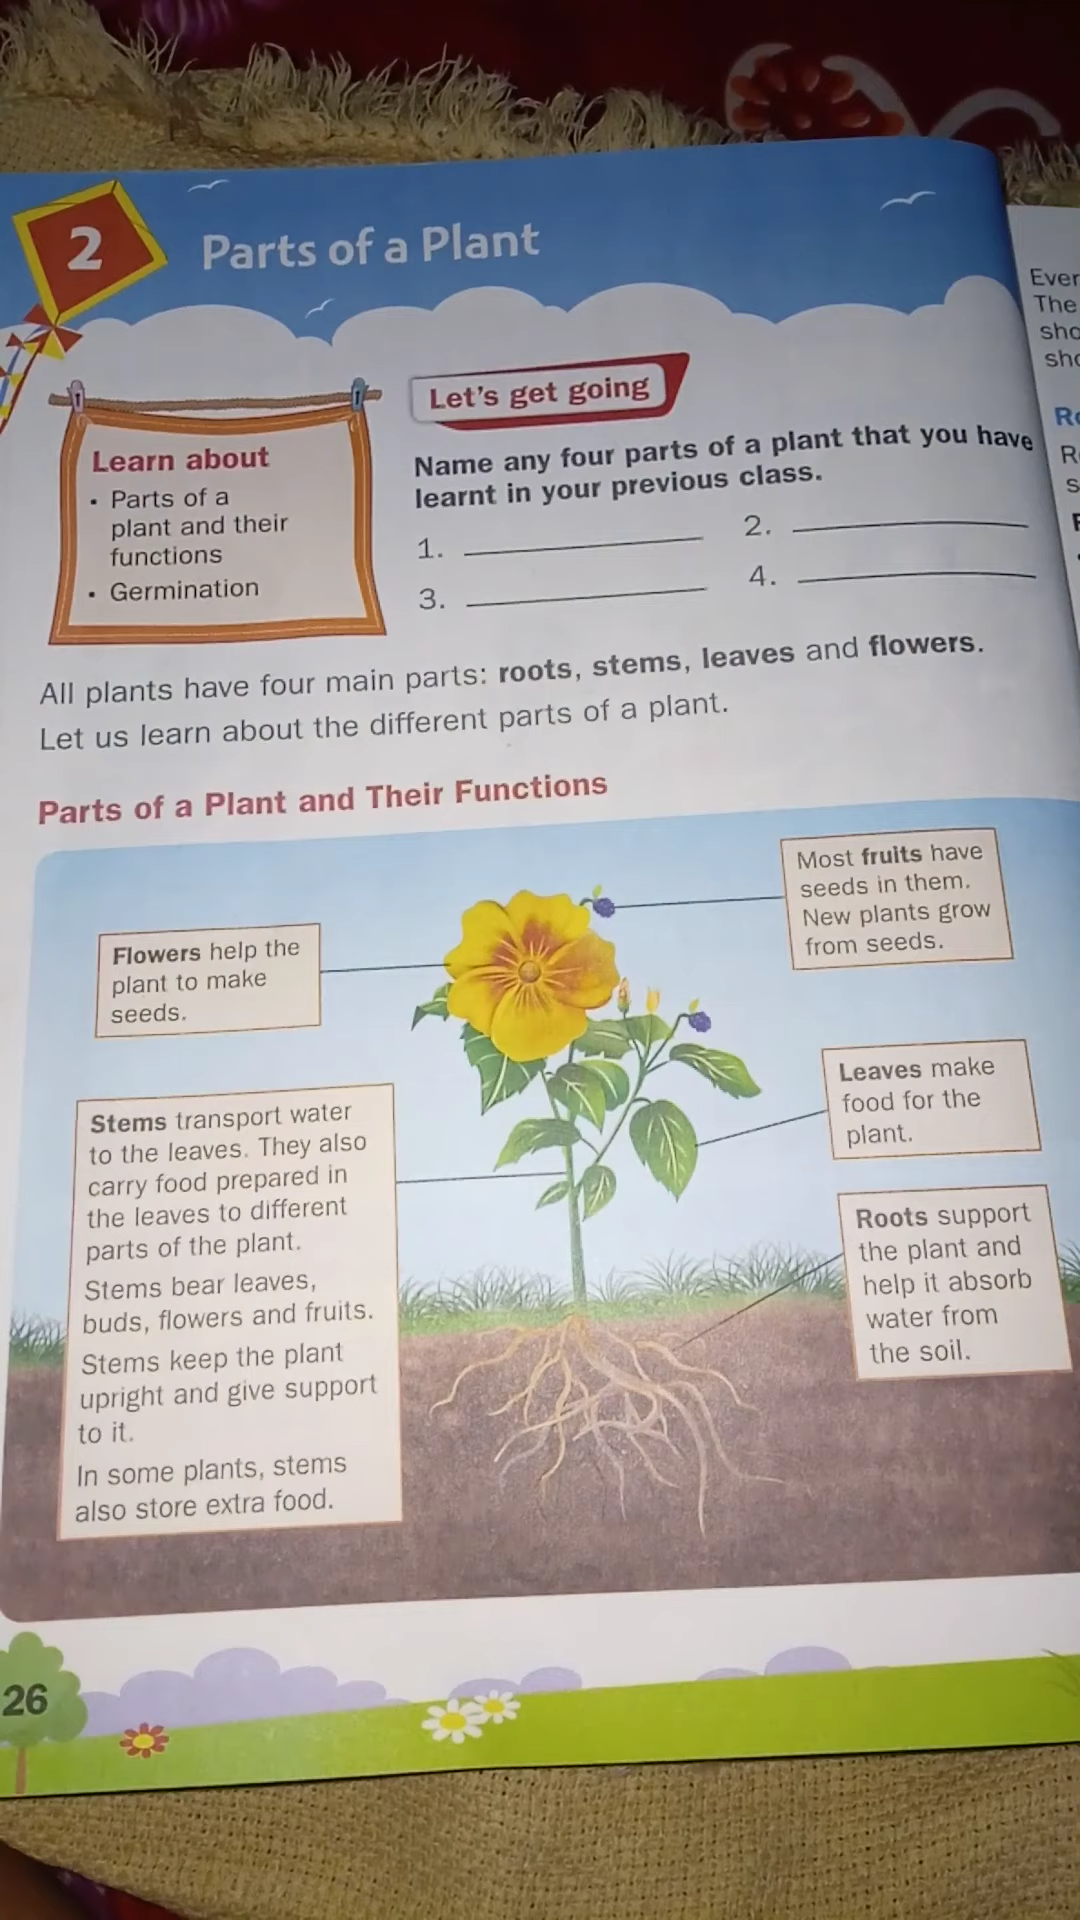 2
Parts of a Plant
Learn about
• Parts of a
plant and their
functions
• Germination
Let's get going
Name any four parts of a plant that you have
learnt in your previous class.
1. 2.
3. 4.
All plants have four main parts: roots, stems, leaves and flowers.
Let us learn about the different parts of a plant.
Parts of a Plant and Their Functions
Flowers help the
plant to make
seeds.
Most fruits have
seeds in them.
New plants grow
from seeds.
Stems transport water
to the leaves. They also
carry food prepared in
the leaves to different
parts of the plant.
Stems bear leaves,
buds, flowers and fruits.
Stems keep the plant
upright and give support
to it.
In some plants, stems
also store extra food.
Leaves make
food for the
plant.
Roots support
the plant and
help it absorb
water from
the soil.
26
The